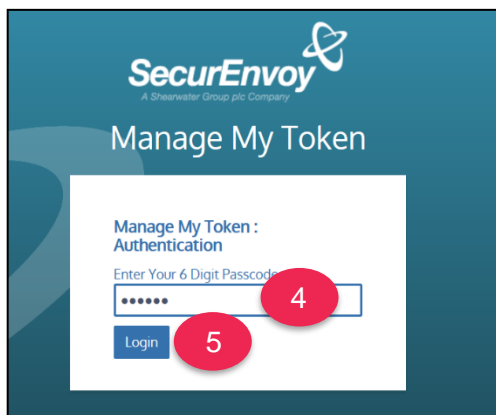 SecurEnvoy
A Shearwater Group plc Company
Manage My Token
Manage My Token :
Authentication
Enter Your 6 Digit Passcode
••••••
4
Login
5